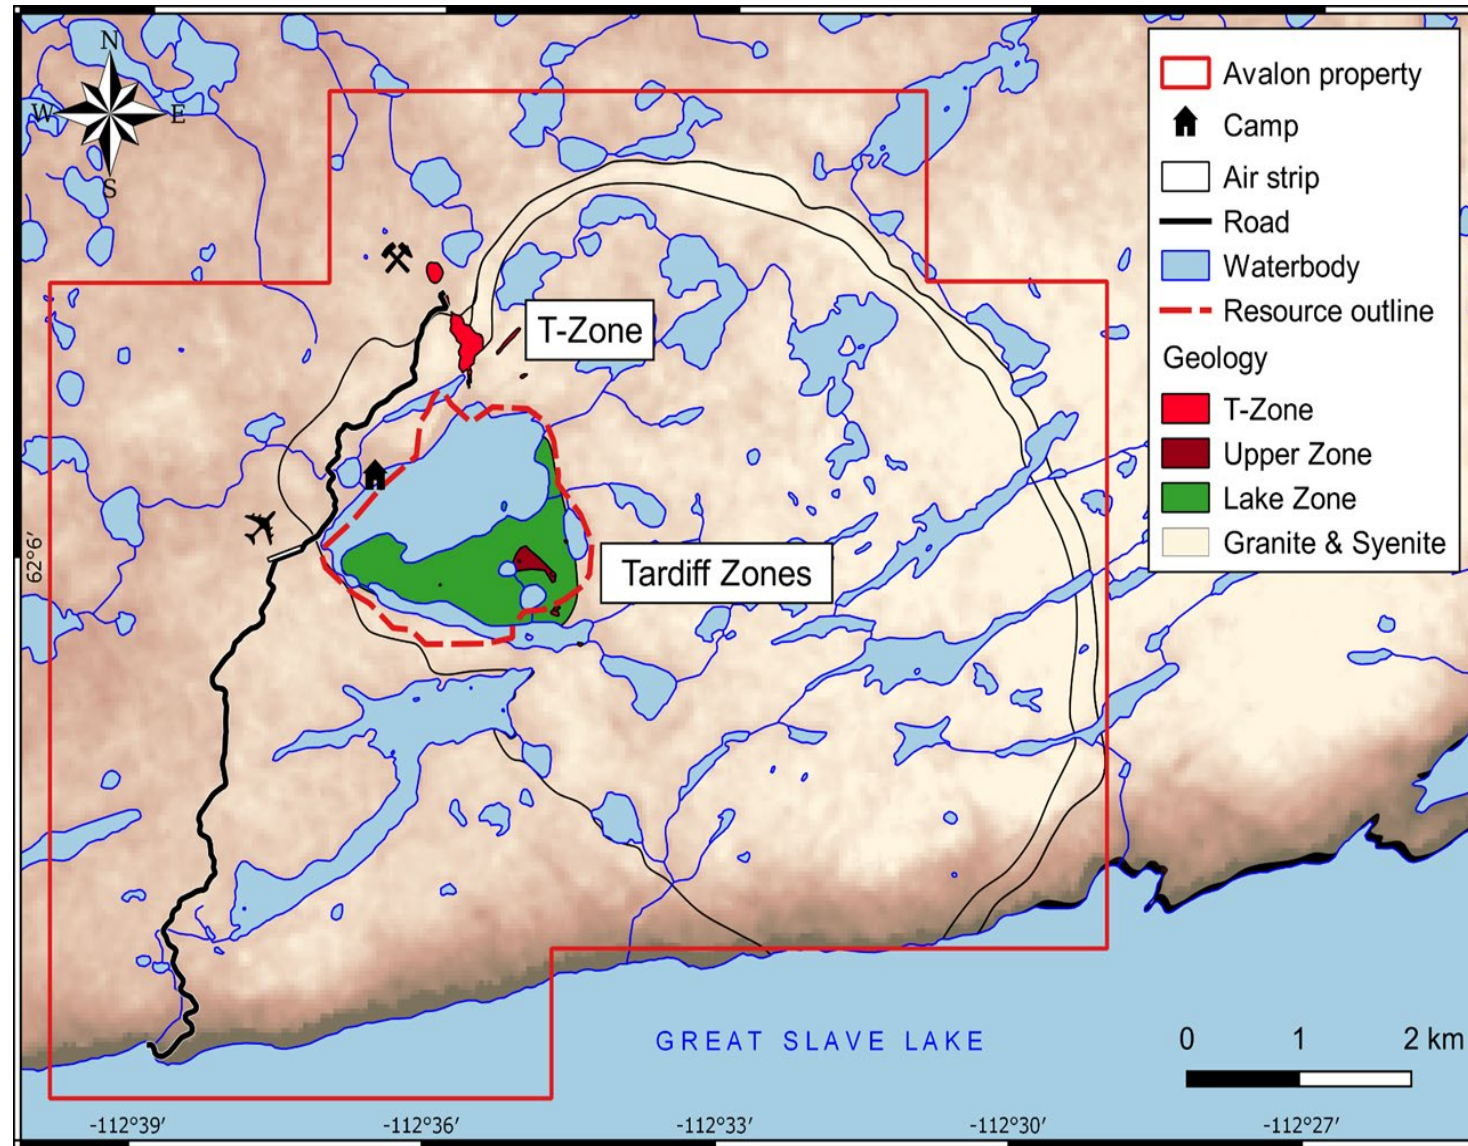 N
W E
S
Avalon property
Camp
Air strip
Road
Waterbody
Resource outline
Geology
T-Zone
Upper Zone
Lake Zone
Granite & Syenite
T-Zone
Tardiff Zones
62°6′
GREAT SLAVE LAKE
0 1 2 km
-112°39′ -112°36′ -112°33′ -112°30′ -112°27′